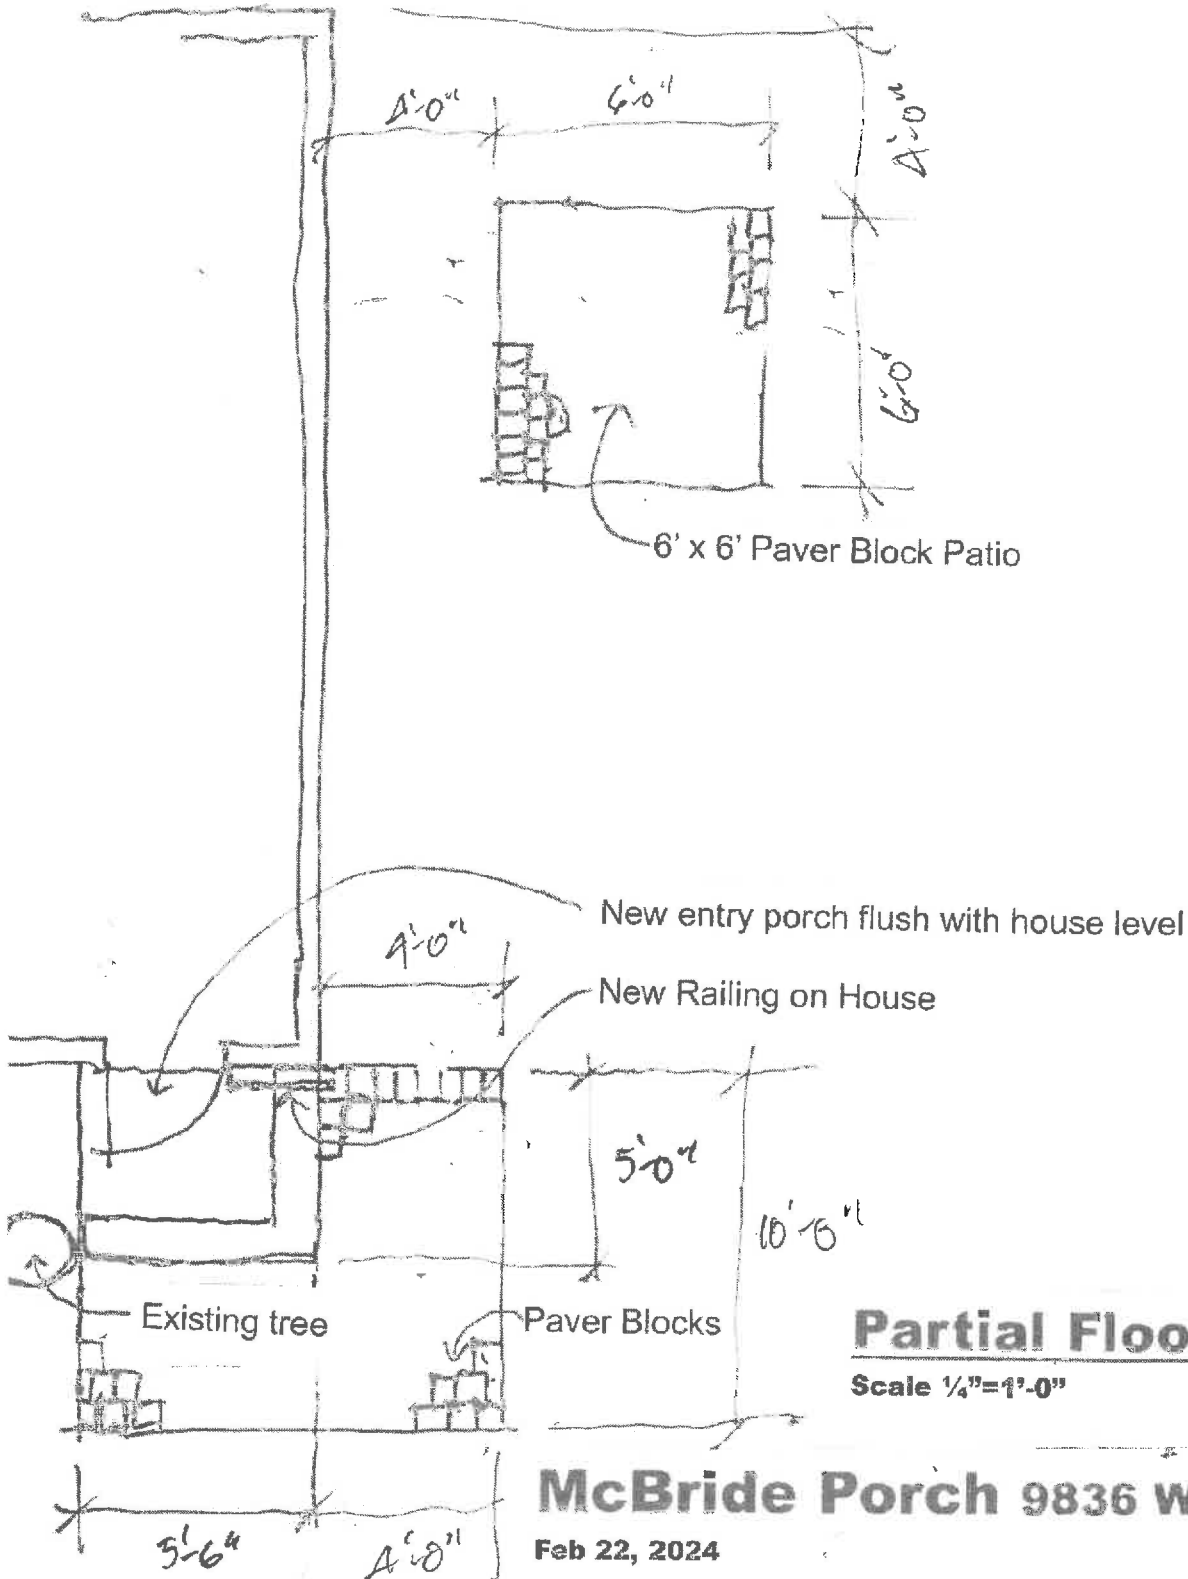 4'-0" 6'-0"
4'-0"
6'-0"
6' x 6' Paver Block Patio
New entry porch flush with house level
4'-0"
New Railing on House
5'-0"
10'-0"
Existing tree
Paver Blocks
Partial Floo
Scale ¼"=1'-0"
McBride Porch 9836 W
Feb 22, 2024
5'-6" 4'-0"